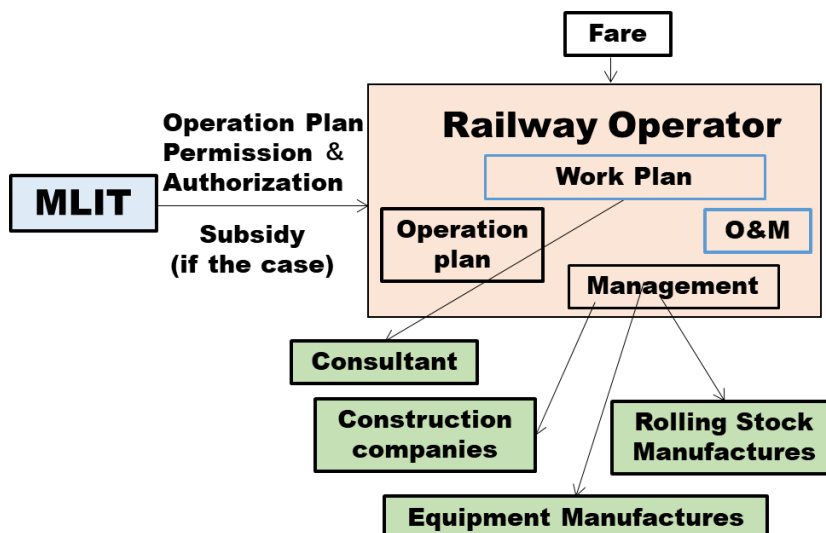 Fare
Railway Operator
Operation Plan
Permission &
Authorization
MLIT
Subsidy
(if the case)
Work Plan
Operation
plan
O&M
Management
Consultant
Construction
companies
Rolling Stock
Manufactures
Equipment Manufactures